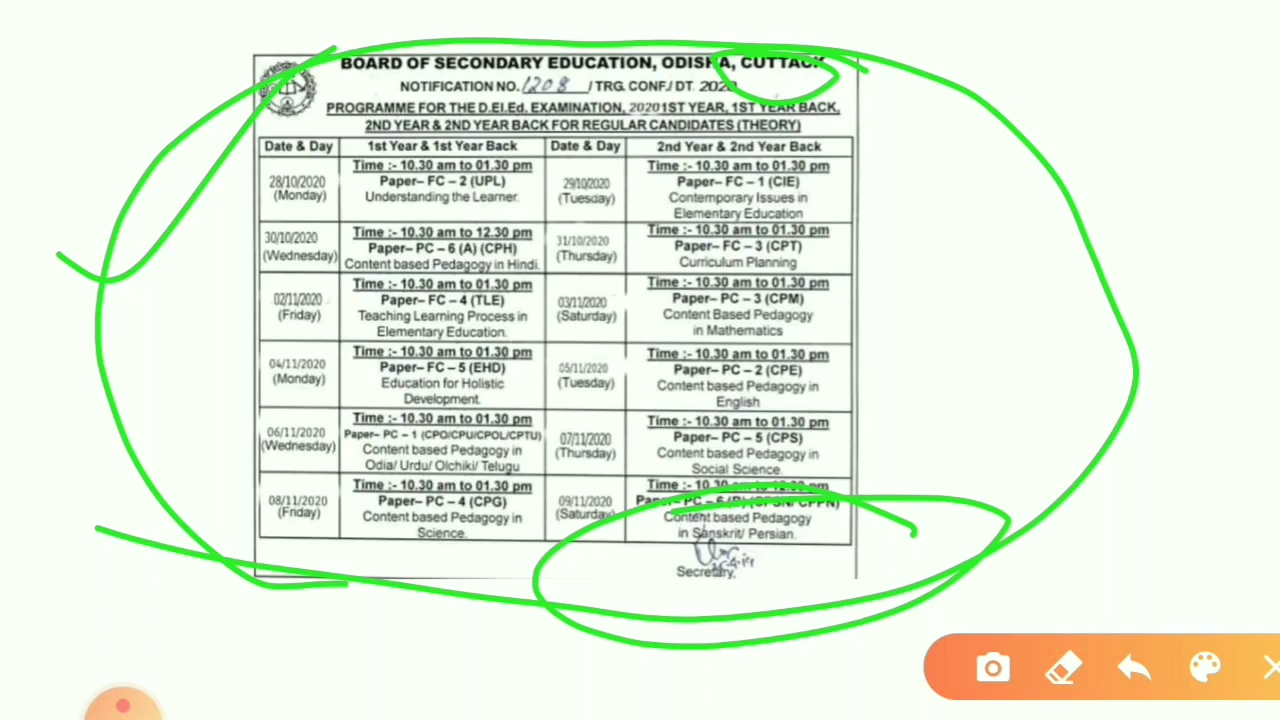 BOARD OF SECONDARY EDUCATION, ODISHA, CUTTACK
NOTIFICATION NO. 1208 / TRG. CONF./ DT. 2020
PROGRAMME FOR THE D.El.Ed. EXAMINATION, 2020 1ST YEAR, 1ST YEAR BACK,
2ND YEAR & 2ND YEAR BACK FOR REGULAR CANDIDATES (THEORY)
Date & Day 1st Year & 1st Year Back Date & Day 2nd Year & 2nd Year Back
28/10/2020 (Monday)
Time :- 10.30 am to 01.30 pm
Paper– FC – 2 (UPL)
Understanding the Learner.
29/10/2020 (Tuesday)
Time :- 10.30 am to 01.30 pm
Paper– FC – 1 (CIE)
Contemporary Issues in
Elementary Education
30/10/2020 (Wednesday)
Time :- 10.30 am to 12.30 pm
Paper– PC – 6 (A) (CPH)
Content based Pedagogy in Hindi.
31/10/2020 (Thursday)
Time :- 10.30 am to 01.30 pm
Paper– FC – 3 (CPT)
Curriculum Planning
02/11/2020 (Friday)
Time :- 10.30 am to 01.30 pm
Paper– FC – 4 (TLE)
Teaching Learning Process in
Elementary Education.
03/11/2020 (Saturday)
Time :- 10.30 am to 01.30 pm
Paper– PC – 3 (CPM)
Content Based Pedagogy
in Mathematics
04/11/2020 (Monday)
Time :- 10.30 am to 01.30 pm
Paper– FC – 5 (EHD)
Education for Holistic
Development.
05/11/2020 (Tuesday)
Time :- 10.30 am to 01.30 pm
Paper– PC – 2 (CPE)
Content based Pedagogy in
English
06/11/2020 (Wednesday)
Time :- 10.30 am to 01.30 pm
Paper– PC – 1 (CPO/CPU/CPOL/CPTU)
Content based Pedagogy in
Odia/ Urdu/ Olchiki/ Telugu
07/11/2020 (Thursday)
Time :- 10.30 am to 01.30 pm
Paper– PC – 5 (CPS)
Content based Pedagogy in
Social Science.
08/11/2020 (Friday)
Time :- 10.30 am to 01.30 pm
Paper– PC – 4 (CPG)
Content based Pedagogy in
Science.
09/11/2020 (Saturday)
Time :- 10.30 am to 12.30 pm
Paper– PC – 6 (B) (CPSN/ CPPN)
Content based Pedagogy
in Sanskrit/ Persian.
Secretary.